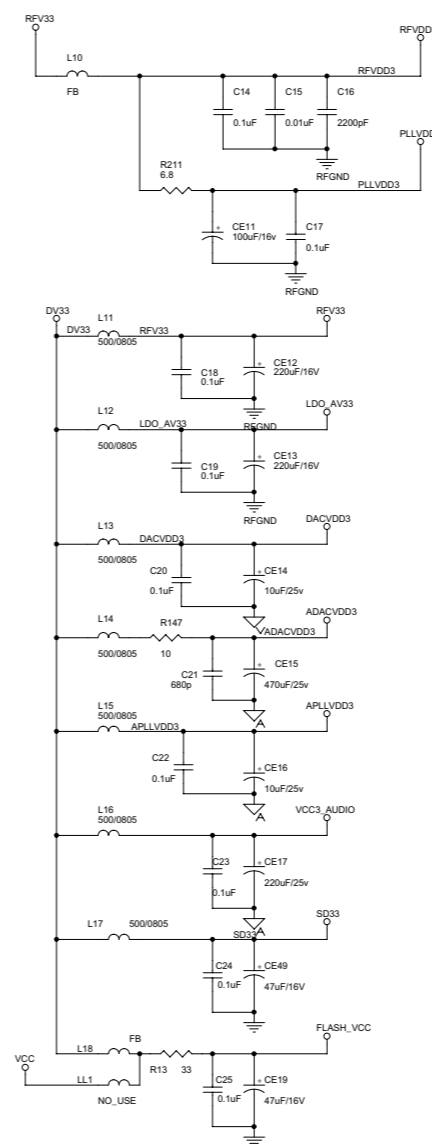 RFV33
RFVDD
L10
RFVDD3
FB
C14
C15
C16
0.1uF
0.01uF
2200pF
PLLVDD
RFGND
R211
6.8
PLLVDD3
CE11
100uF/16v
C17
0.1uF
RFGND
DV33
L11
RFV33
DV33
RFV33
500/0805
C18
0.1uF
CE12
220uF/16V
L12
LDO_AV33
LDO_AV33
RFGND
500/0805
C19
0.1uF
CE13
220uF/16V
RFGND
L13
DACVDD3
DACVDD3
500/0805
C20
0.1uF
CE14
10uF/25v
V
L14
R147
ADACVDD3
ADACVDD3
500/0805
10
C21
680p
CE15
470uF/25v
A
L15
500/0805
APLLVDD3
APLLVDD3
C22
0.1uF
CE16
10uF/25v
A
L16
500/0805
VCC3_AUDIO
C23
0.1uF
CE17
220uF/25v
A
L17
500/0805
SD33
SD33
C24
0.1uF
CE49
47uF/16V
FB
FLASH_VCC
L18
VCC
R13
33
LL1
NO_USE
C25
0.1uF
CE19
47uF/16V